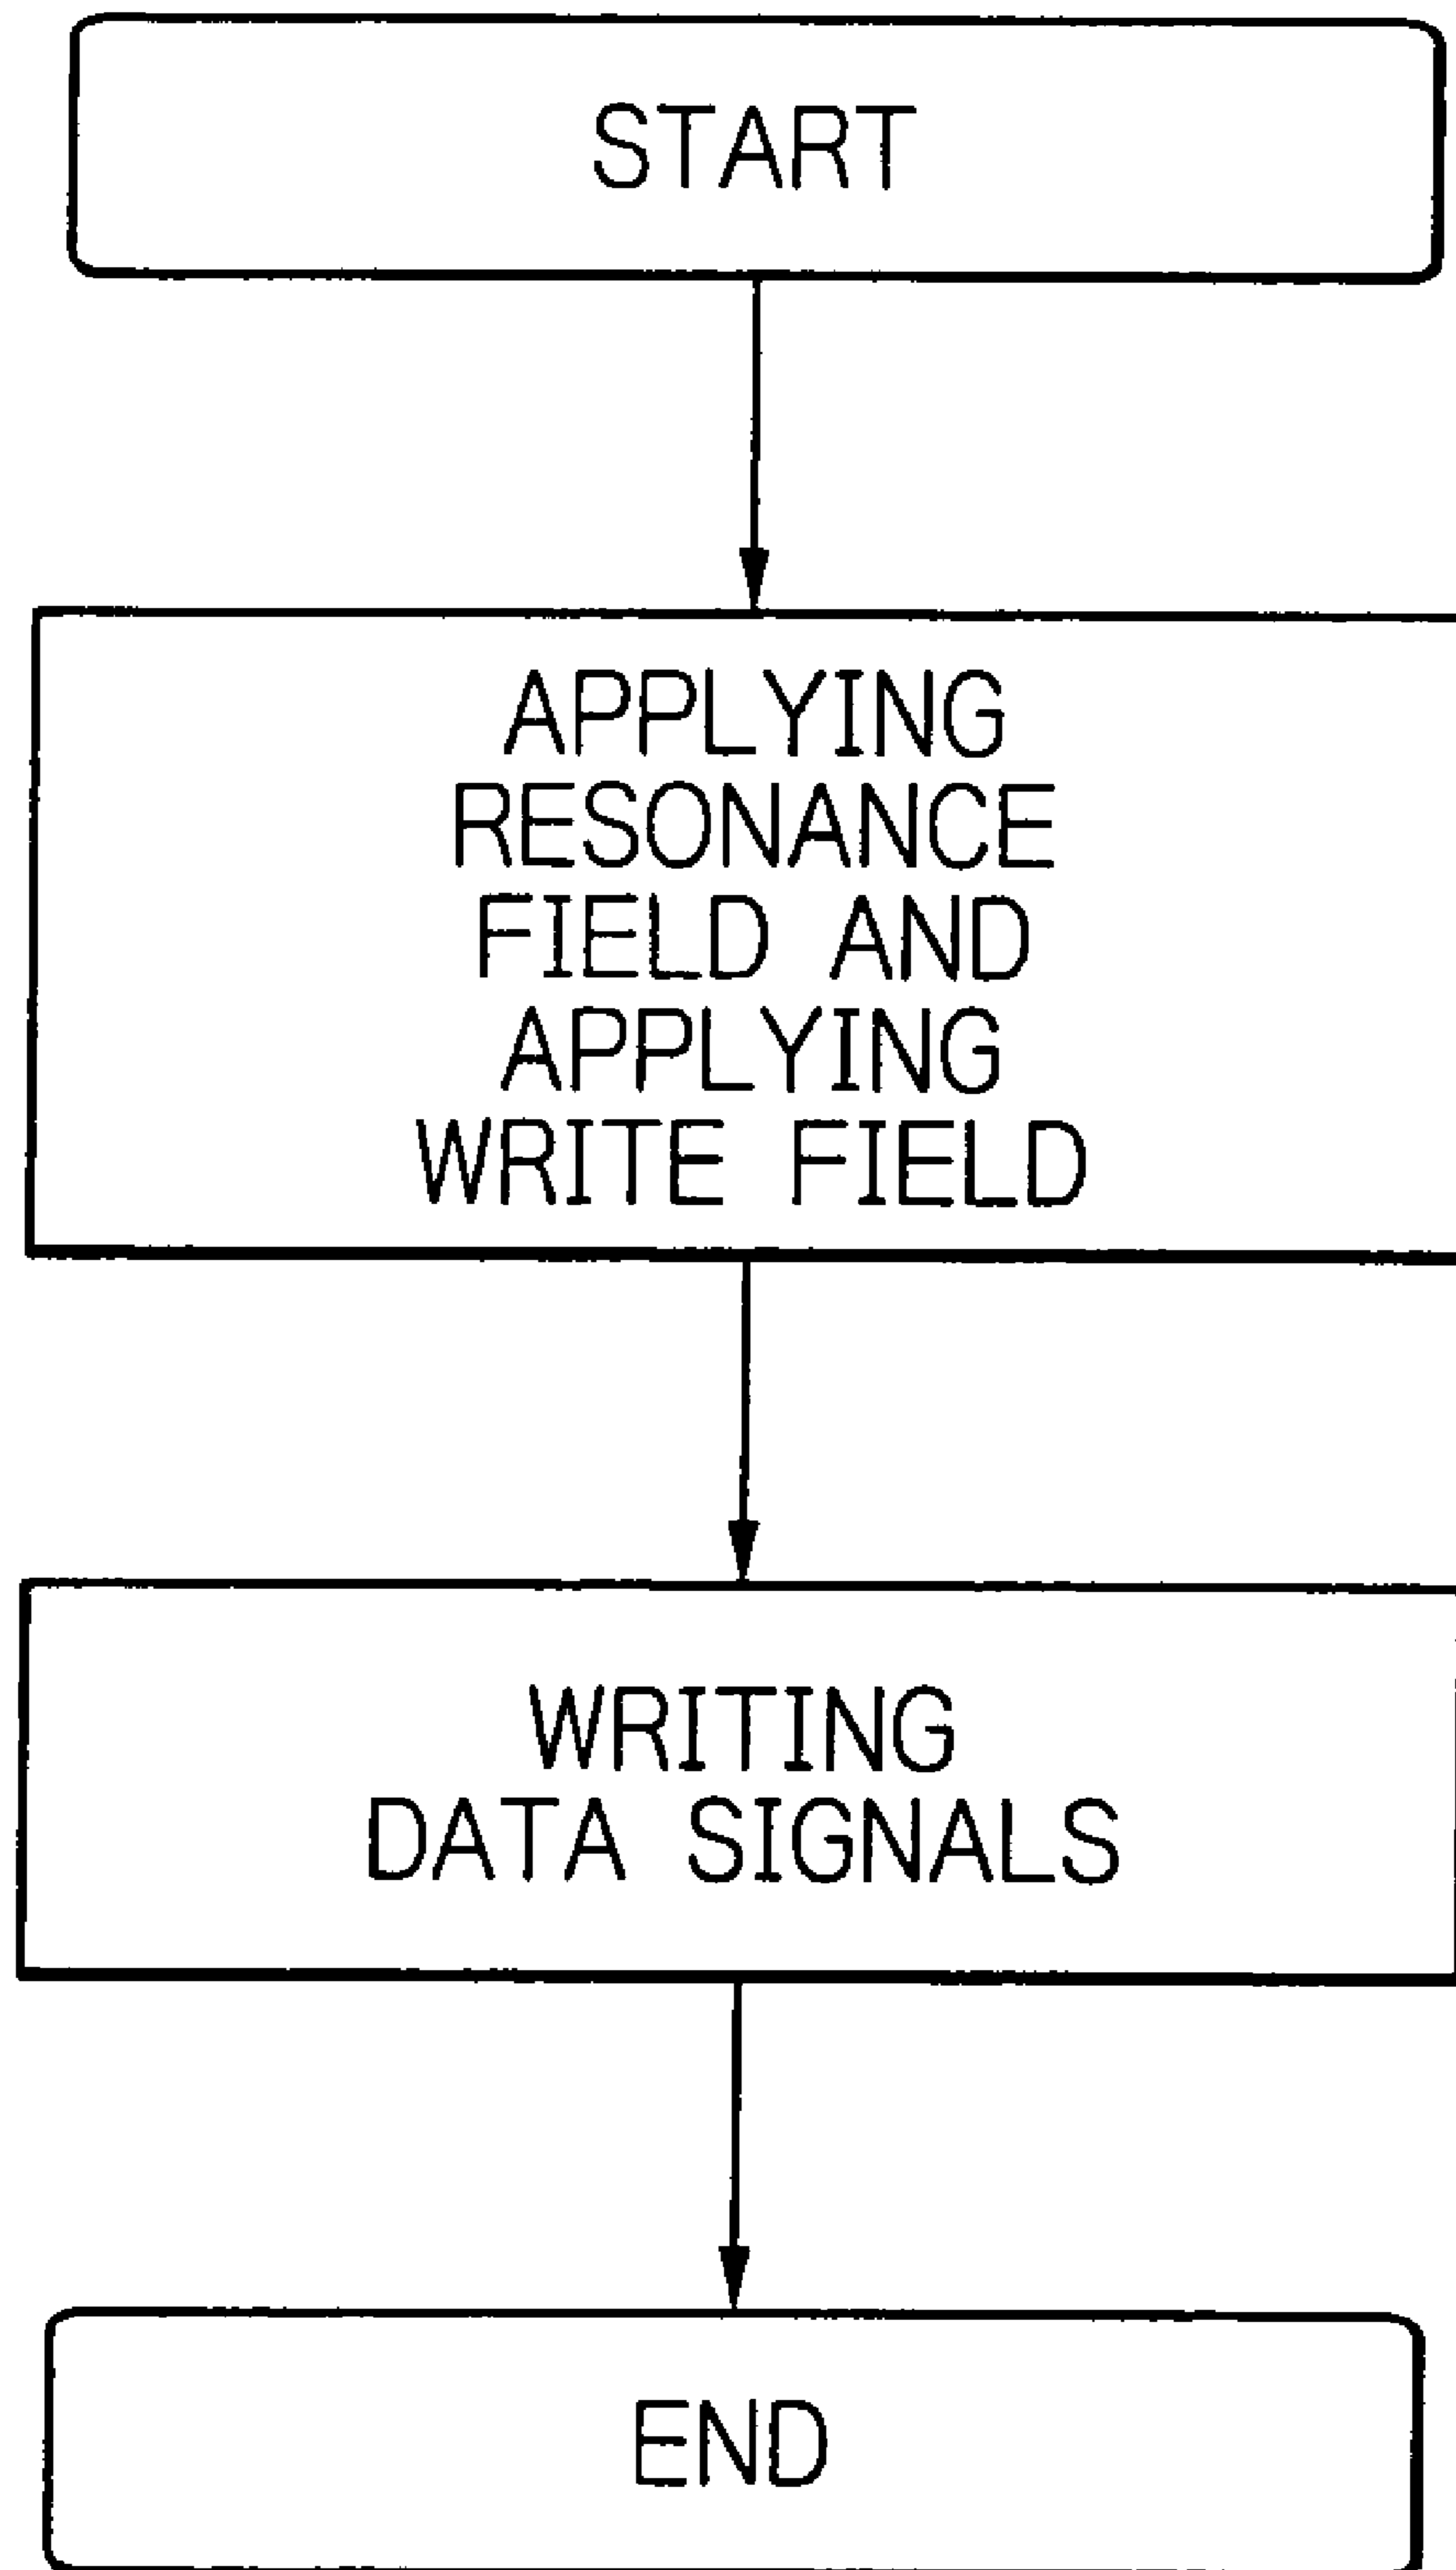 START
APPLYING
RESONANCE
FIELD AND
APPLYING
WRITE FIELD
WRITING
DATA SIGNALS
END